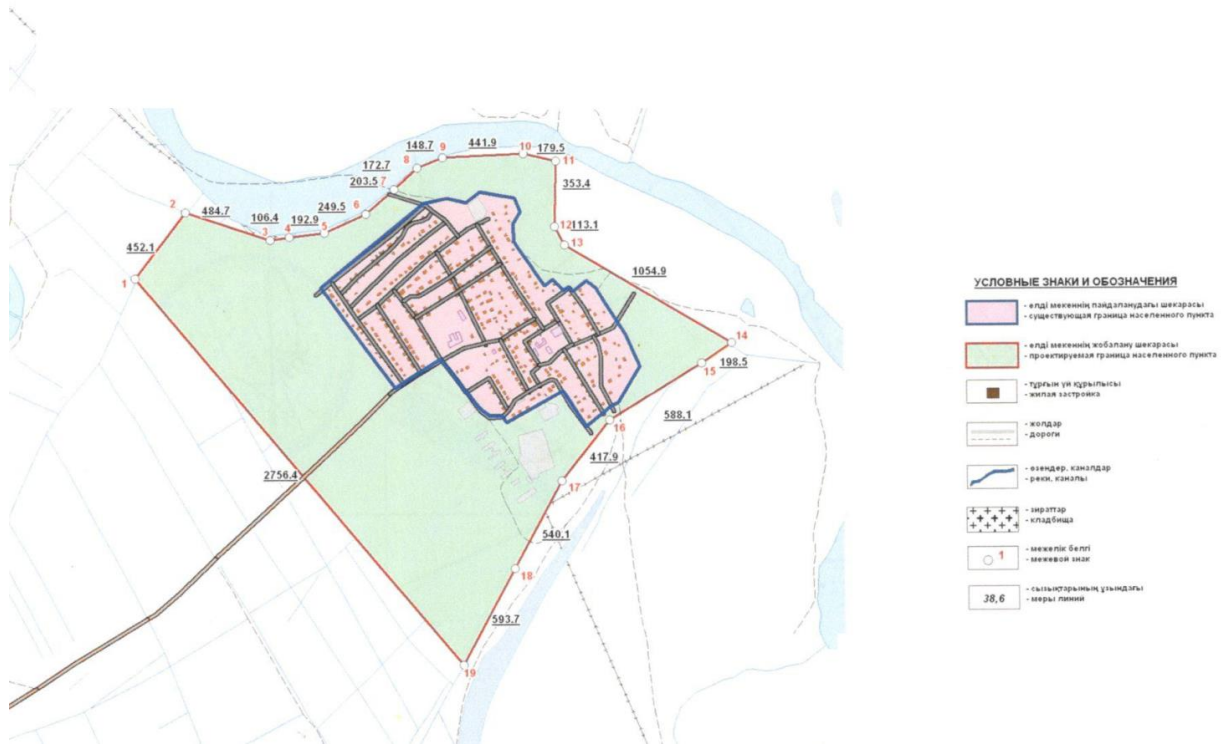 148.7
441.9
179.5
8
9
10
11
172.7
203.5
7
353.4
249.5
2
484.7
106.4
192.9
6
3
4
5
12
113.1
13
452.1
1
1054.9
14
15
198.5
588.1
16
417.9
2756.4
17
540.1
18
593.7
19
УСЛОВНЫЕ ЗНАКИ И ОБОЗНАЧЕНИЯ
- елді мекеннің пайдаланудағы шекарасы
- существующая граница населенного пункта
- елді мекеннің жобалану шекарасы
- проектируемая граница населенного пункта
- тұрғын үй құрылысы
- жилая застройка
- жолдар
- дороги
- өзендер, каналдар
- реки, каналы
- зираттар
- кладбища
1
- межелік белгі
- межевой знак
38,6
- сызықтарының ұзындағы
- меры линий